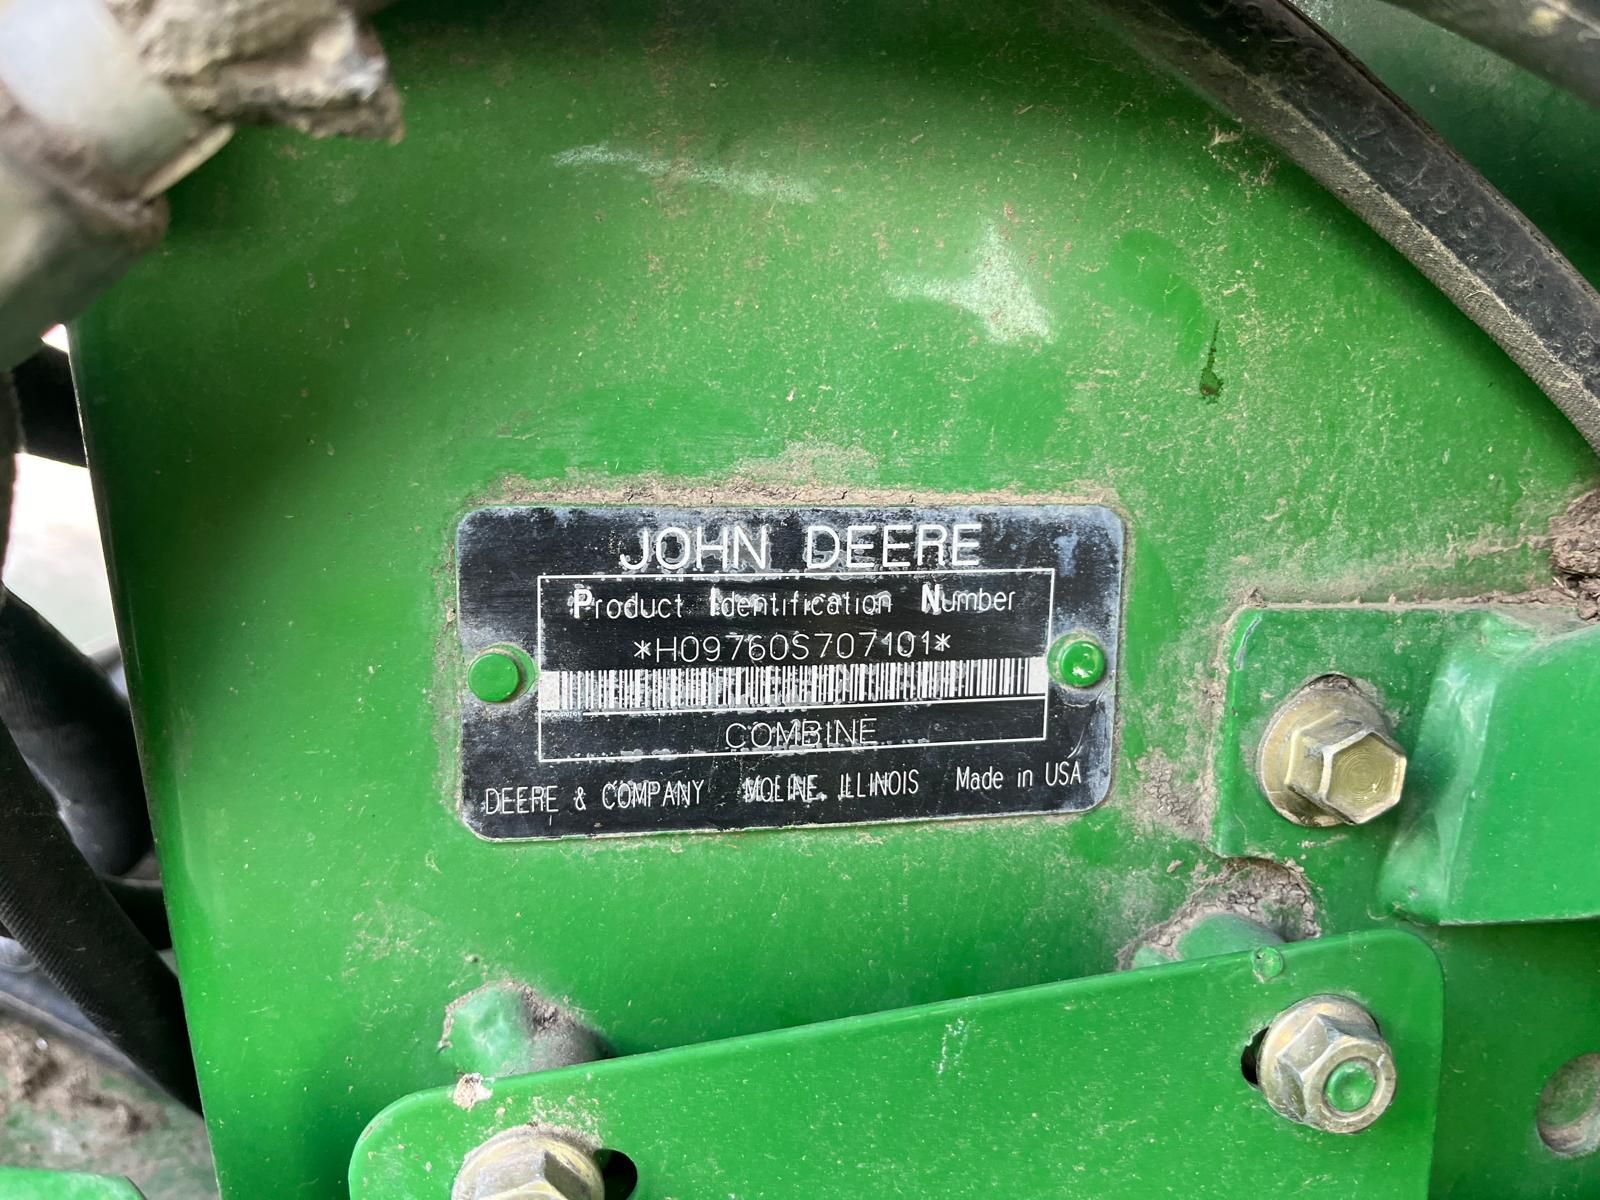 JOHN DEERE
Product Identification Number
*H09760S707101*
COMBINE
DEERE & COMPANY MOLINE, ILLINOIS Made in USA